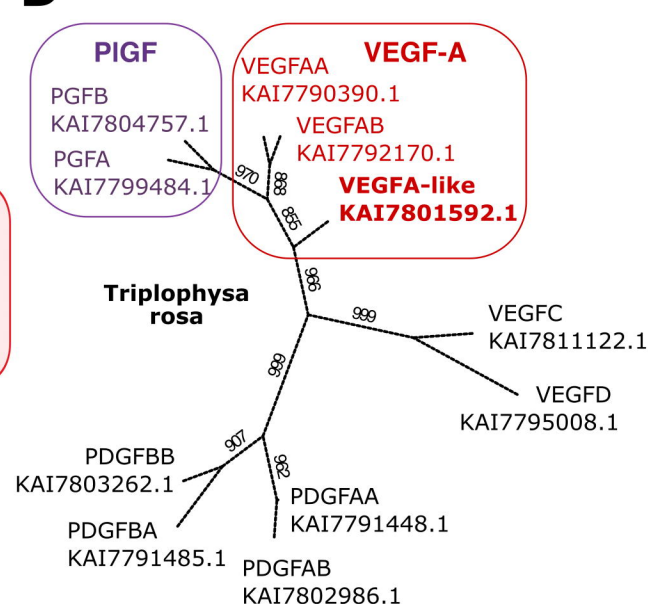 PlGF
PGFB
KAI7804757.1
PGFA
KAI7799484.1
VEGF-A
VEGFAA
KAI7790390.1
VEGFAB
KAI7792170.1
VEGFA-like
KAI7801592.1
970
868
855
966
Triplophysa
rosa
999
VEGFC
KAI7811122.1
VEGFD
KAI7795008.1
999
907
962
PDGFBB
KAI7803262.1
PDGFBA
KAI7791485.1
PDGFAA
KAI7791448.1
PDGFAB
KAI7802986.1